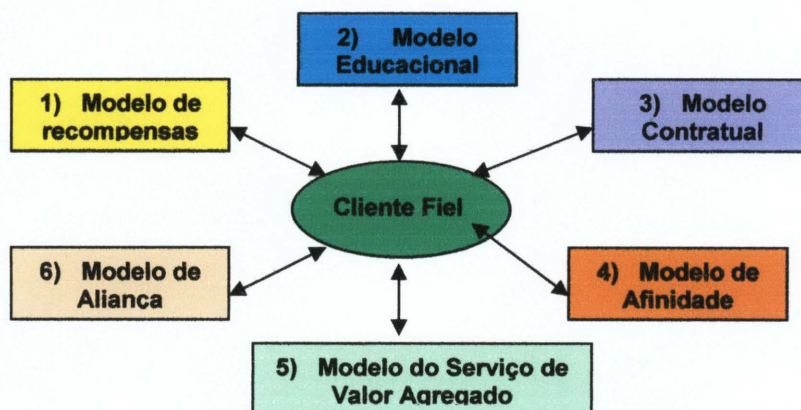 1) Modelo de
recompensas
2) Modelo
Educacional
3) Modelo
Contratual
Cliente Fiel
4) Modelo de
Afinidade
5) Modelo do Serviço de
Valor Agregado
6) Modelo de
Aliança